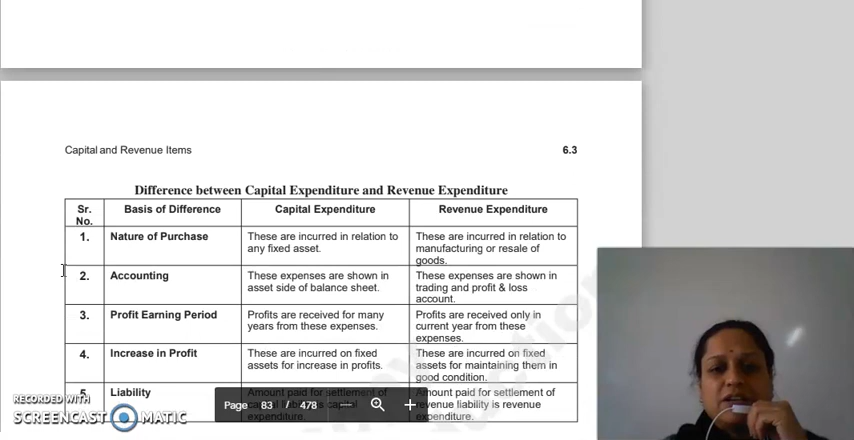 Capital and Revenue Items 6.3
Difference between Capital Expenditure and Revenue Expenditure
Sr. No. Basis of Difference Capital Expenditure Revenue Expenditure
1. Nature of Purchase These are incurred in relation to any fixed asset. These are incurred in relation to manufacturing or resale of goods.
2. Accounting These expenses are shown in asset side of balance sheet. These expenses are shown in trading and profit & loss account.
3. Profit Earning Period Profits are received for many years from these expenses. Profits are received only in current year from these expenses.
4. Increase in Profit These are incurred on fixed assets for increase in profits. These are incurred on fixed assets for maintaining them in good condition.
5. Liability Amount paid for settlement of capital liability is capital expenditure. Amount paid for settlement of revenue liability is revenue expenditure.
Page 83 / 478
RECORDED WITH
SCREENCAST MATIC